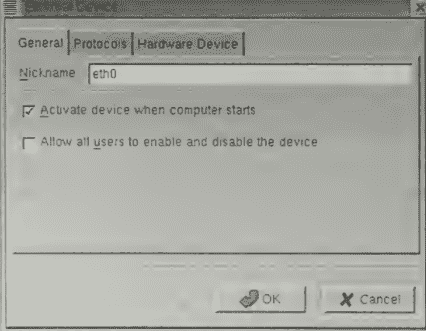 General Protocols Hardware Device
Nickname eth0
Activate device when computer starts
Allow all users to enable and disable the device
OK Cancel